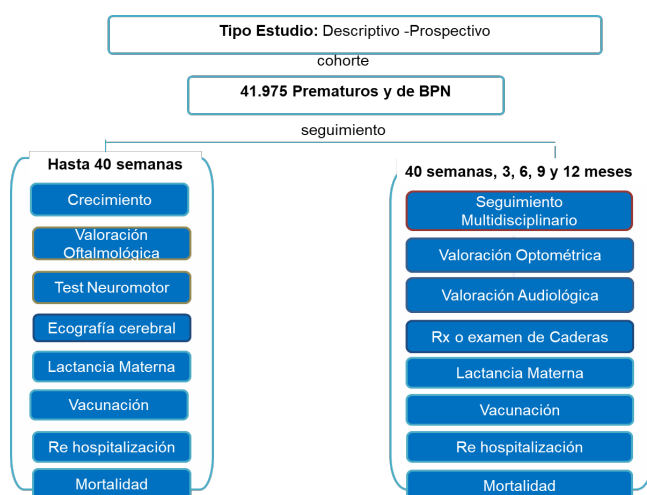 Tipo Estudio: Descriptivo -Prospectivo
cohorte
41.975 Prematuros y de BPN
seguimiento
Hasta 40 semanas
Crecimiento
Valoración
Oftalmológica
Test Neuromotor
Ecografía cerebral
Lactancia Materna
Vacunación
Re hospitalización
Mortalidad
40 semanas, 3, 6, 9 y 12 meses
Seguimiento
Multidisciplinario
Valoración Optométrica
Valoración Audiológica
Rx o examen de Caderas
Lactancia Materna
Vacunación
Re hospitalización
Mortalidad